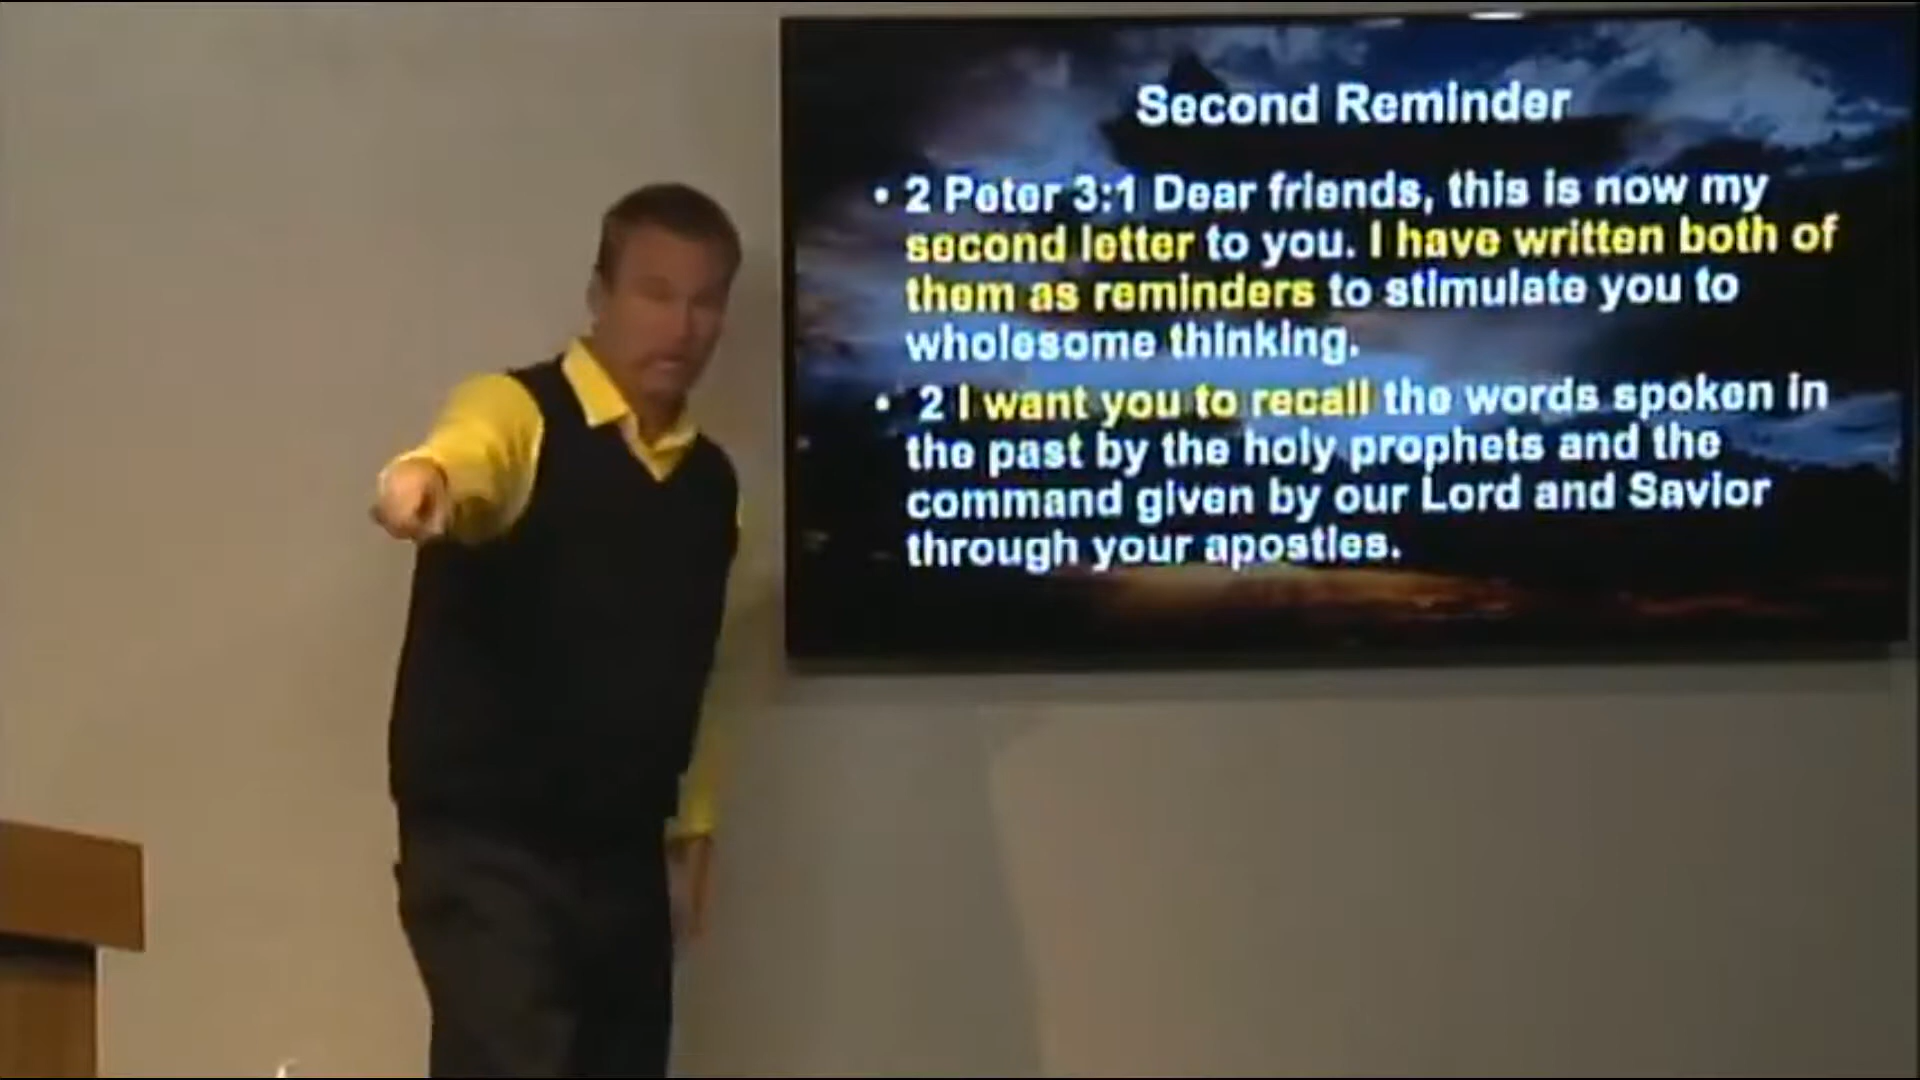 Second Reminder
• 2 Peter 3:1 Dear friends, this is now my
second letter to you. I have written both of
them as reminders to stimulate you to
wholesome thinking.
• 2 I want you to recall the words spoken in
the past by the holy prophets and the
command given by our Lord and Savior
through your apostles.